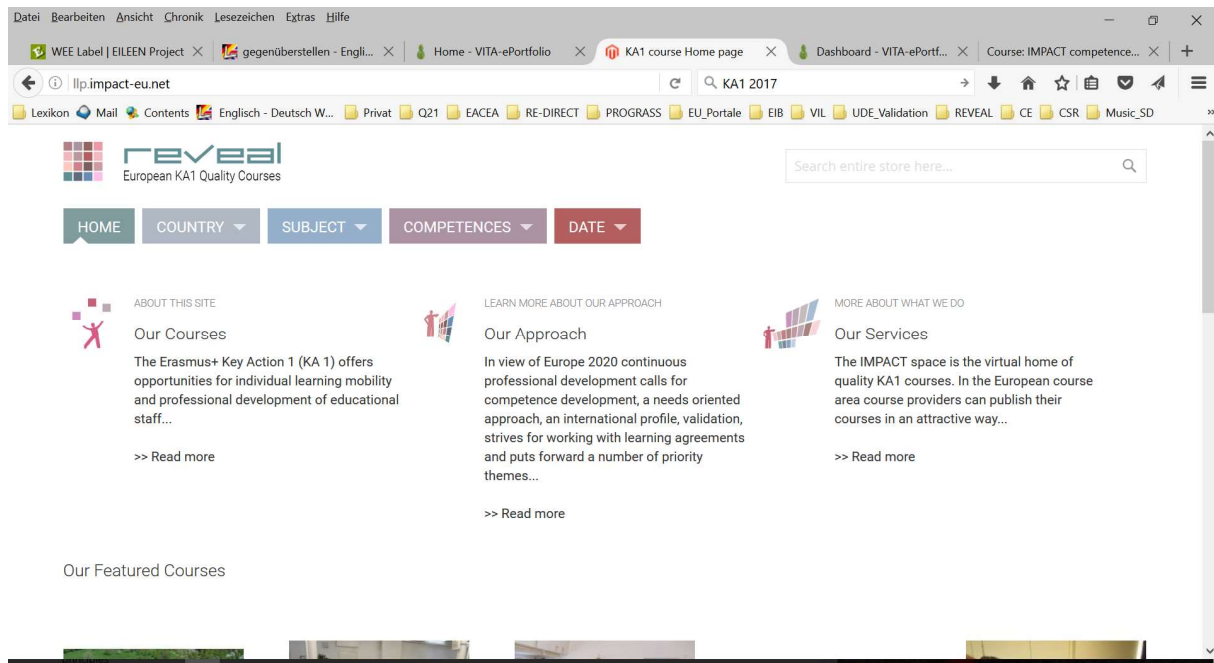 Datei Bearbeiten Ansicht Chronik Lesezeichen Extras Hilfe
WEE Label | EILEEN Project
gegenüberstellen - Engli...
Home - VITA-ePortfolio
KA1 course Home page
Dashboard - VITA-ePortf...
Course: IMPACT competence...
llp.impact-eu.net
KA1 2017
Lexikon Mail Contents Englisch - Deutsch W... Privat Q21 EACEA RE-DIRECT PROGRASS EU_Portale EIB VIL UDE_Validation REVEAL CE CSR Music_SD
reveal
European KA1 Quality Courses
Search entire store here...
HOME COUNTRY SUBJECT COMPETENCES DATE
ABOUT THIS SITE
Our Courses
The Erasmus+ Key Action 1 (KA 1) offers
opportunities for individual learning mobility
and professional development of educational
staff...
>> Read more
LEARN MORE ABOUT OUR APPROACH
Our Approach
In view of Europe 2020 continuous
professional development calls for
competence development, a needs oriented
approach, an international profile, validation,
strives for working with learning agreements
and puts forward a number of priority
themes...
>> Read more
MORE ABOUT WHAT WE DO
Our Services
The IMPACT space is the virtual home of
quality KA1 courses. In the European course
area course providers can publish their
courses in an attractive way...
>> Read more
Our Featured Courses